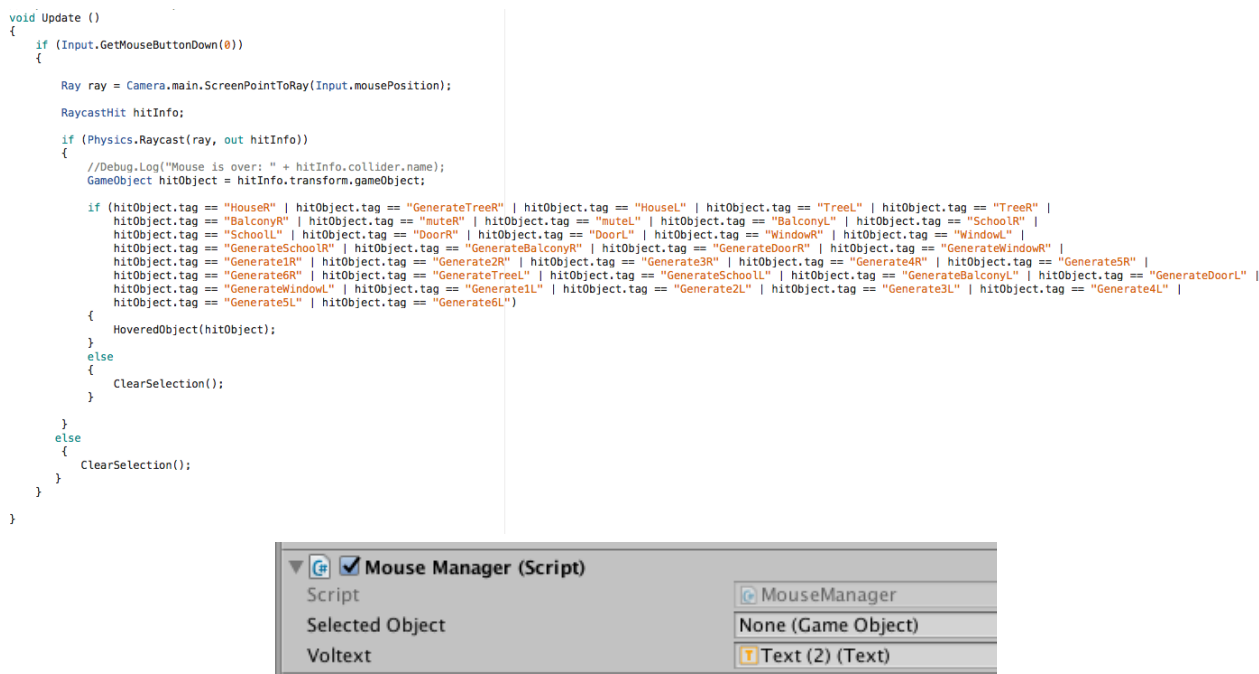 void Update ()
{
if (Input.GetMouseButtonDown(0))
{
Ray ray = Camera.main.ScreenPointToRay(Input.mousePosition);
RaycastHit hitInfo;
if (Physics.Raycast(ray, out hitInfo))
{
//Debug.Log("Mouse is over: " + hitInfo.collider.name);
GameObject hitObject = hitInfo.transform.gameObject;
if (hitObject.tag == "HouseR" | hitObject.tag == "GenerateTreeR" | hitObject.tag == "HouseL" | hitObject.tag == "TreeL" | hitObject.tag == "TreeR" |
hitObject.tag == "BalconyR" | hitObject.tag == "muteR" | hitObject.tag == "muteL" | hitObject.tag == "BalconyL" | hitObject.tag == "SchoolR" |
hitObject.tag == "SchoolL" | hitObject.tag == "DoorR" | hitObject.tag == "DoorL" | hitObject.tag == "WindowR" | hitObject.tag == "WindowL" |
hitObject.tag == "GenerateSchoolR" | hitObject.tag == "GenerateBalconyR" | hitObject.tag == "GenerateDoorR" | hitObject.tag == "GenerateWindowR" |
hitObject.tag == "Generate1R" | hitObject.tag == "Generate2R" | hitObject.tag == "Generate3R" | hitObject.tag == "Generate4R" | hitObject.tag == "Generate5R" |
hitObject.tag == "Generate6R" | hitObject.tag == "GenerateTreeL" | hitObject.tag == "GenerateSchoolL" | hitObject.tag == "GenerateBalconyL" | hitObject.tag == "GenerateDoorL" |
hitObject.tag == "GenerateWindowL" | hitObject.tag == "Generate1L" | hitObject.tag == "Generate2L" | hitObject.tag == "Generate3L" | hitObject.tag == "Generate4L" |
hitObject.tag == "Generate5L" | hitObject.tag == "Generate6L")
{
HoveredObject(hitObject);
}
else
{
ClearSelection();
}
}
else
{
ClearSelection();
}
}
}
C# Mouse Manager (Script)
Script C# MouseManager
Selected Object None (Game Object)
Voltext T Text (2) (Text)